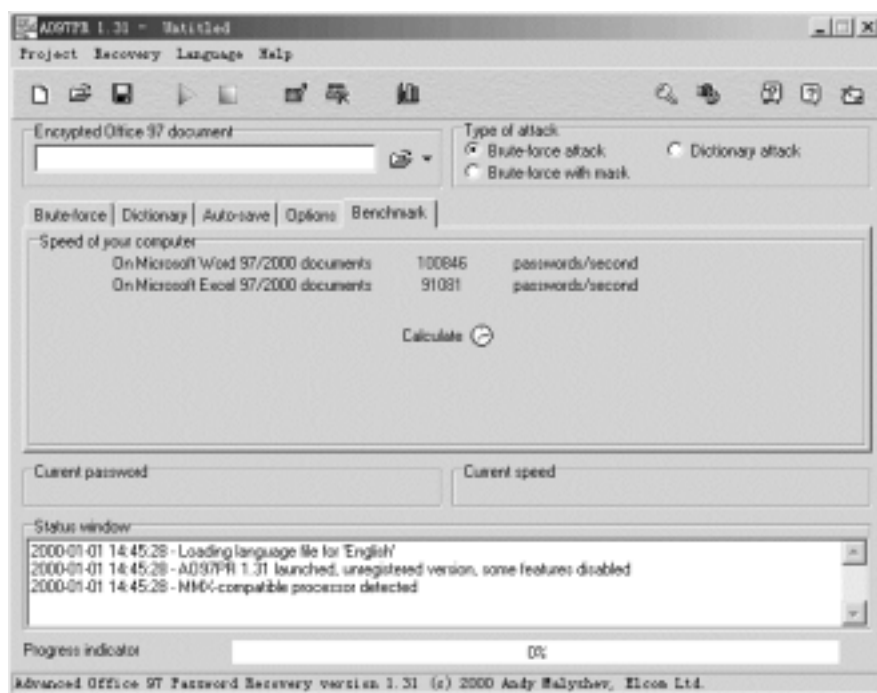 AO97PR 1.31 - Untitled
Project Recovery Language Help
Encrypted Office 97 document
Type of attack
Brute-force attack Dictionary attack
Brute-force with mask
Brute-force Dictionary Auto-save Options Benchmark
Speed of your computer
On Microsoft Word 97/2000 documents 100846 passwords/second
On Microsoft Excel 97/2000 documents 91081 passwords/second
Calculate
Current password
Current speed
Status window
2000-01-01 14:45:28 - Loading language file for 'English'
2000-01-01 14:45:28 - AO97PR 1.31 launched, unregistered version, some features disabled
2000-01-01 14:45:28 - MMX-compatible processor detected
Progress indicator 0%
Advanced Office 97 Password Recovery version 1.31 (c) 2000 Andy Malyshev, Elcom Ltd.